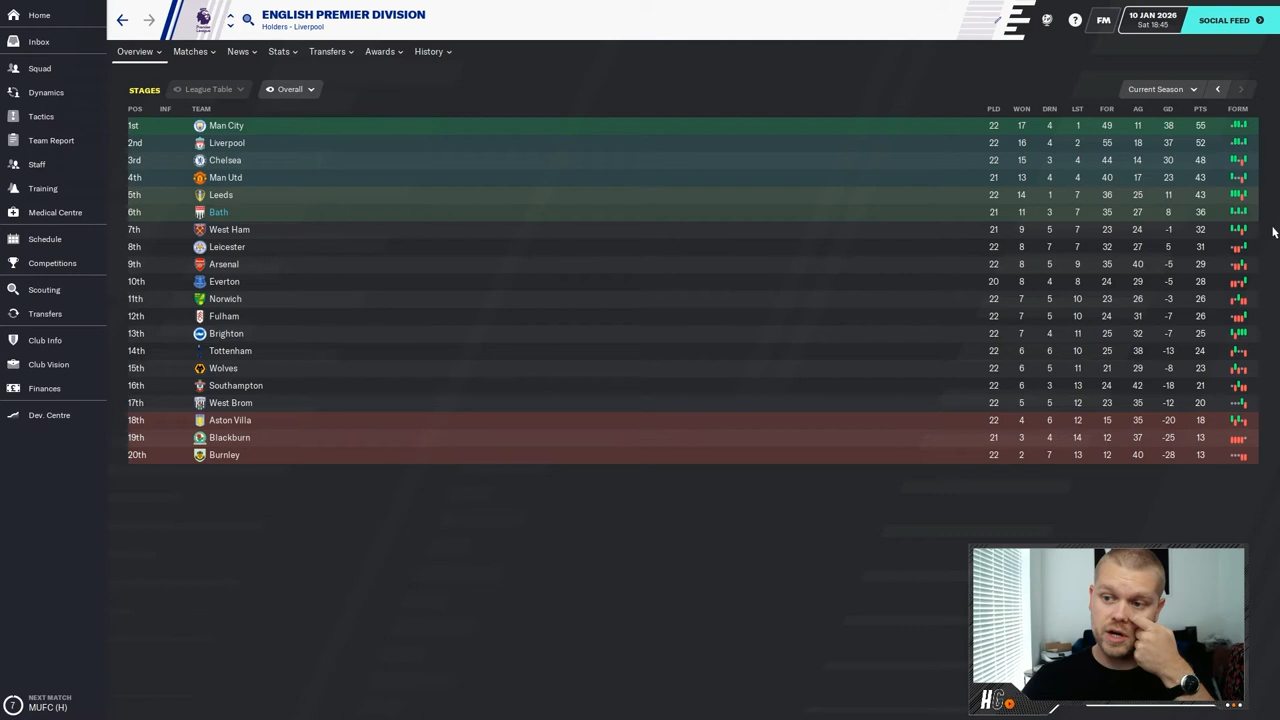 Home
Inbox
Squad
Dynamics
Tactics
Team Report
Staff
Training
Medical Centre
Schedule
Competitions
Scouting
Transfers
Club Info
Club Vision
Finances
Dev. Centre
NEXT MATCH
MUFC (H)
ENGLISH PREMIER DIVISION
Holders - Liverpool
? FM 10 JAN 2026 SOCIAL FEED
Sat 18:45
Overview Matches News Stats Transfers Awards History
STAGES League Table Overall Current Season
POS INF TEAM PLD WON DRN LST FOR AG GD PTS FORM
1st Man City 22 17 4 1 49 11 38 55
2nd Liverpool 22 16 4 2 55 18 37 52
3rd Chelsea 22 15 3 4 44 14 30 48
4th Man Utd 21 13 4 4 40 17 23 43
5th Leeds 22 14 1 7 36 25 11 43
6th Bath 21 11 3 7 35 27 8 36
7th West Ham 21 9 5 7 23 24 -1 32
8th Leicester 22 8 7 7 32 27 5 31
9th Arsenal 22 8 5 9 35 40 -5 29
10th Everton 20 8 4 8 24 29 -5 28
11th Norwich 22 7 5 10 23 26 -3 26
12th Fulham 22 7 5 10 24 31 -7 26
13th Brighton 22 7 4 11 25 32 -7 25
14th Tottenham 22 6 6 10 25 38 -13 24
15th Wolves 22 6 5 11 21 29 -8 23
16th Southampton 22 6 3 13 24 42 -18 21
17th West Brom 22 5 5 12 23 35 -12 20
18th Aston Villa 22 4 6 12 15 35 -20 18
19th Blackburn 21 3 4 14 12 37 -25 13
20th Burnley 22 2 7 13 12 40 -28 13
HG